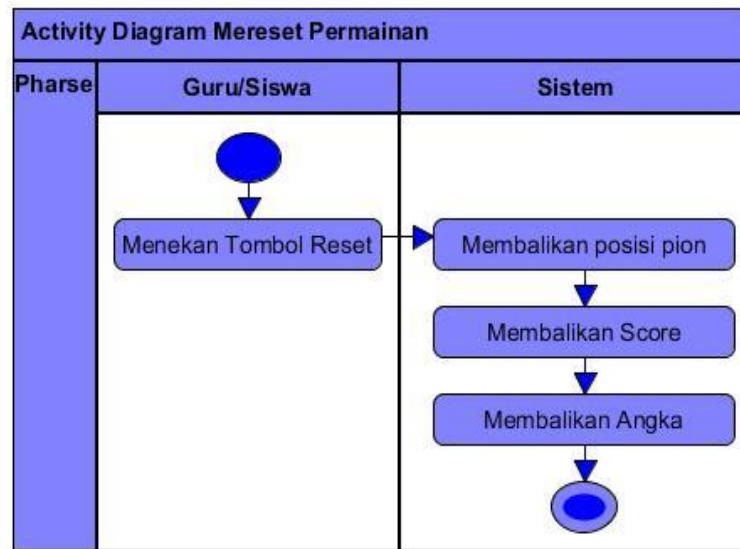 Activity Diagram Mereset Permainan
Pharse
Guru/Siswa
Sistem
Menekan Tombol Reset
Membalikan posisi pion
Membalikan Score
Membalikan Angka